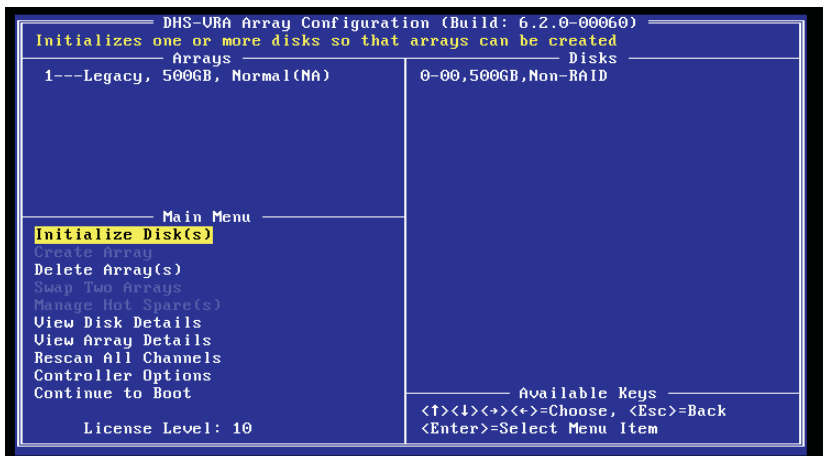 DHS-VRA Array Configuration (Build: 6.2.0-00060)
Initializes one or more disks so that arrays can be created
Arrays
1---Legacy, 500GB, Normal(NA)
Disks
0-00,500GB,Non-RAID
Main Menu
Initialize Disk(s)
Create Array
Delete Array(s)
Swap Two Arrays
Manage Hot Spare(s)
View Disk Details
View Array Details
Rescan All Channels
Controller Options
Continue to Boot
License Level: 10
Available Keys
<↑><↓><→><←>=Choose, <Esc>=Back
<Enter>=Select Menu Item